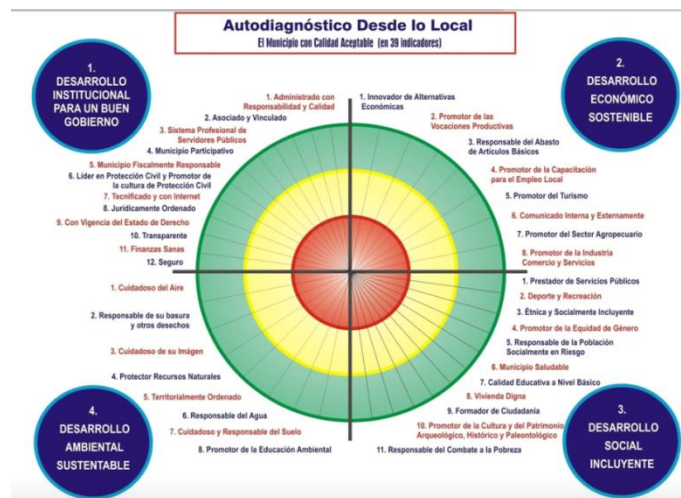 Autodiagnóstico Desde lo Local
El Municipio con Calidad Aceptable (en 39 indicadores)
1.
DESARROLLO
INSTITUCIONAL
PARA UN BUEN
GOBIERNO
2.
DESARROLLO
ECONÓMICO
SOSTENIBLE
1. Administrado con
Responsabilidad y Calidad
2. Asociado y Vinculado
3. Sistema Profesional de
Servidores Públicos
4. Municipio Participativo
5. Municipio Fiscalmente Responsable
6. Líder en Protección Civil y Promotor de
la cultura de Protección Civil
7. Tecnificado y con Internet
8. Jurídicamente Ordenado
9. Con Vigencia del Estado de Derecho
10. Transparente
11. Finanzas Sanas
12. Seguro
1. Innovador de Alternativas
Económicas
2. Promotor de las
Vocaciones Productivas
3. Responsable del Abasto
de Artículos Básicos
4. Promotor de la Capacitación
para el Empleo Local
5. Promotor del Turismo
6. Comunicado Interna y Externamente
7. Promotor del Sector Agropecuario
8. Promotor de la Industria
Comercio y Servicios
1. Cuidadoso del Aire
2. Responsable de su basura
y otros desechos
3. Cuidadoso de su Imágen
4. Protector Recursos Naturales
5. Territorialmente Ordenado
6. Responsable del Agua
7. Cuidadoso y Responsable del Suelo
8. Promotor de la Educación Ambiental
1. Prestador de Servicios Públicos
2. Deporte y Recreación
3. Étnica y Socialmente Incluyente
4. Promotor de la Equidad de Género
5. Responsable de la Población
Socialmente en Riesgo
6. Municipio Saludable
7. Calidad Educativa a Nivel Básico
8. Vivienda Digna
9. Formador de Ciudadanía
10. Promotor de la Cultura y del Patrimonio
Arqueológico, Histórico y Paleontológico
11. Responsable del Combate a la Pobreza
4.
DESARROLLO
AMBIENTAL
SUSTENTABLE
3.
DESARROLLO
SOCIAL
INCLUYENTE